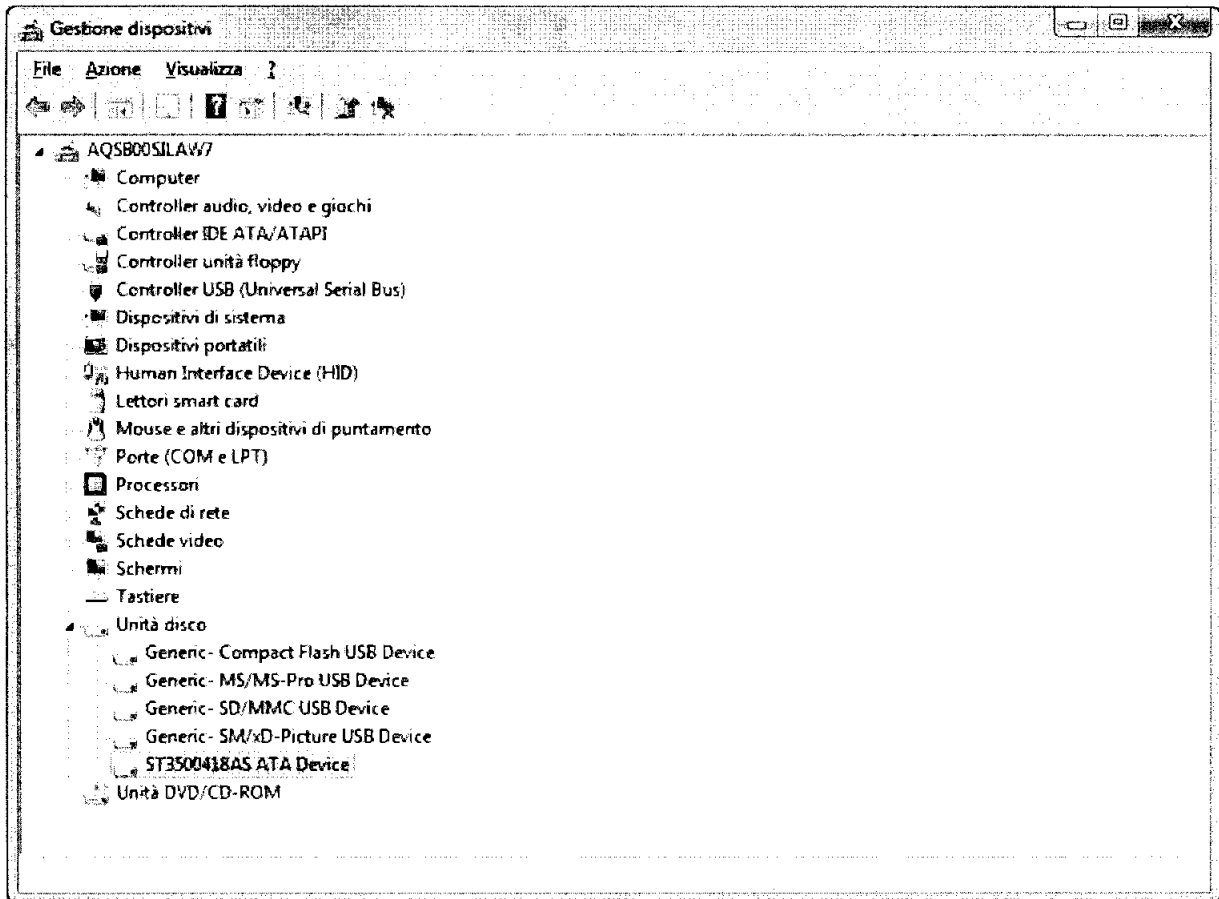 Gestione dispositivi
File Azione Visualizza ?
AQSB00SILAW7
Computer
Controller audio, video e giochi
Controller IDE ATA/ATAPI
Controller unità floppy
Controller USB (Universal Serial Bus)
Dispositivi di sistema
Dispositivi portatili
Human Interface Device (HID)
Lettori smart card
Mouse e altri dispositivi di puntamento
Porte (COM e LPT)
Processori
Schede di rete
Schede video
Schermi
Tastiere
Unità disco
Generic- Compact Flash USB Device
Generic- MS/MS-Pro USB Device
Generic- SD/MMC USB Device
Generic- SM/xD-Picture USB Device
ST3500418AS ATA Device
Unità DVD/CD-ROM